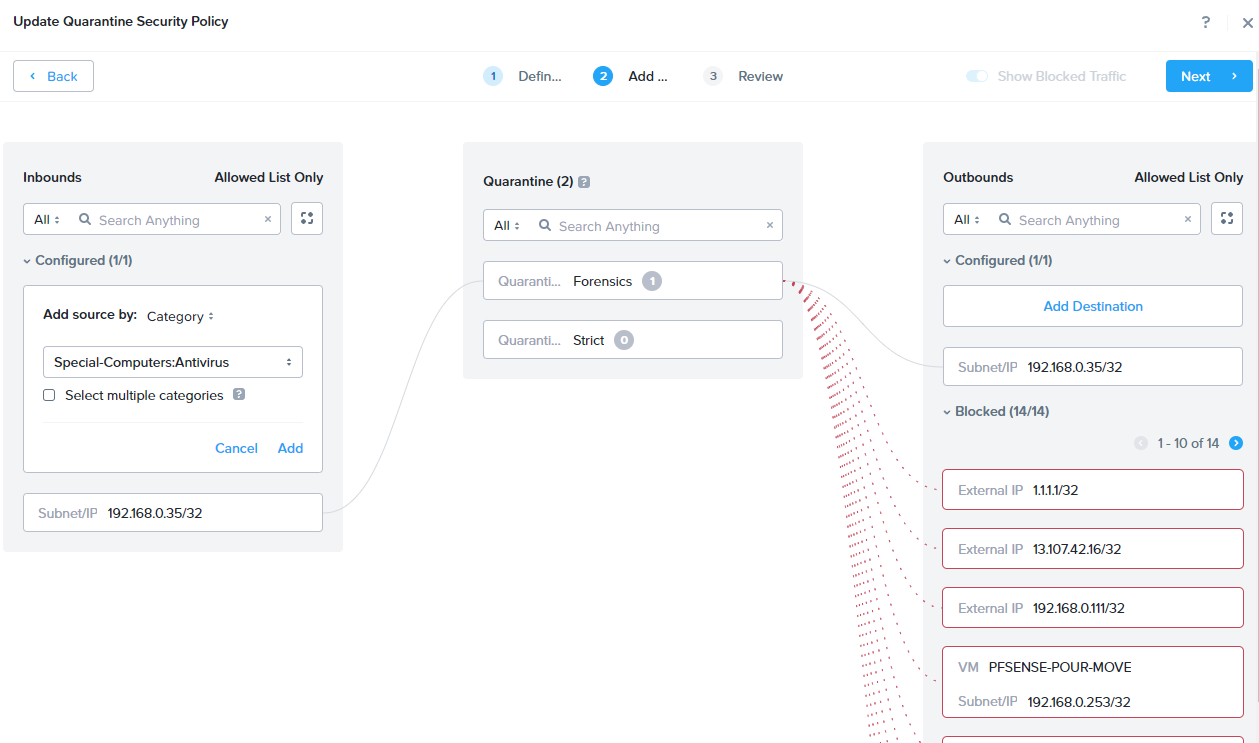 Update Quarantine Security Policy
?
Back
1 Defin...
2 Add ...
3 Review
Show Blocked Traffic
Next
Inbounds
Allowed List Only
All
Search Anything
Configured (1/1)
Add source by: Category
Special-Computers:Antivirus
Select multiple categories ?
Cancel
Add
Subnet/IP 192.168.0.35/32
Quarantine (2) ?
All
Search Anything
Quaranti... Forensics 1
Quaranti... Strict 0
Outbounds
Allowed List Only
All
Search Anything
Configured (1/1)
Add Destination
Subnet/IP 192.168.0.35/32
Blocked (14/14)
1 - 10 of 14
External IP 1.1.1.1/32
External IP 13.107.42.16/32
External IP 192.168.0.111/32
VM PFSENSE-POUR-MOVE
Subnet/IP 192.168.0.253/32